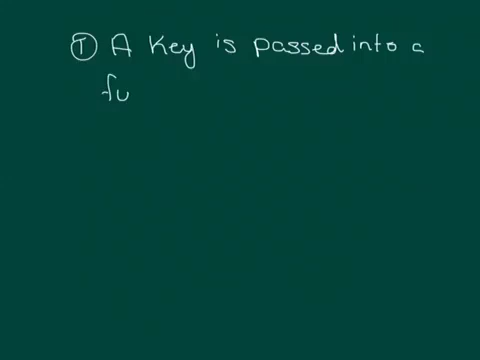 ① A Key is passed into a
fu